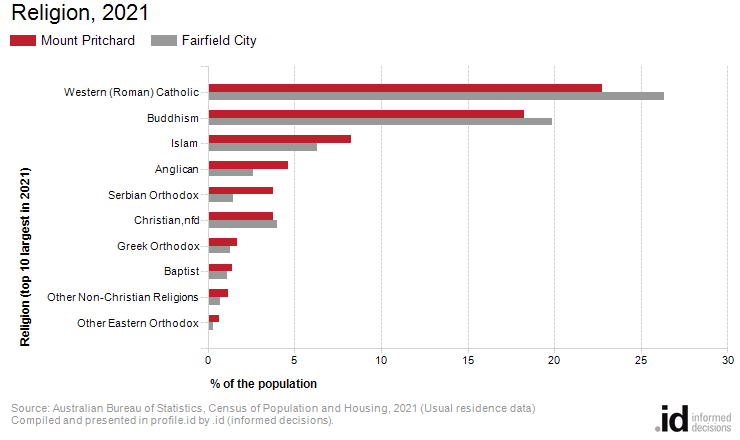 Religion, 2021
Mount Pritchard
Fairfield City
Religion (top 10 largest in 2021)
Western (Roman) Catholic
Buddhism
Islam
Anglican
Serbian Orthodox
Christian,nfd
Greek Orthodox
Baptist
Other Non-Christian Religions
Other Eastern Orthodox
0 5 10 15 20 25 30
% of the population
Source: Australian Bureau of Statistics, Census of Population and Housing, 2021 (Usual residence data)
Compiled and presented in profile.id by .id (informed decisions).
.id informed
decisions